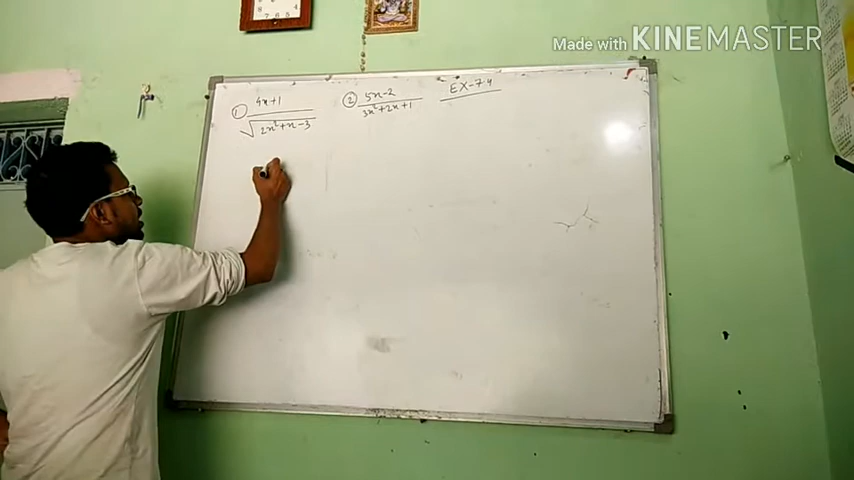 Made with KINEMASTER
① 4x+1 / √(2x²+x-3) ② 5x-2 / 3x²+2x+1 EX-7.4